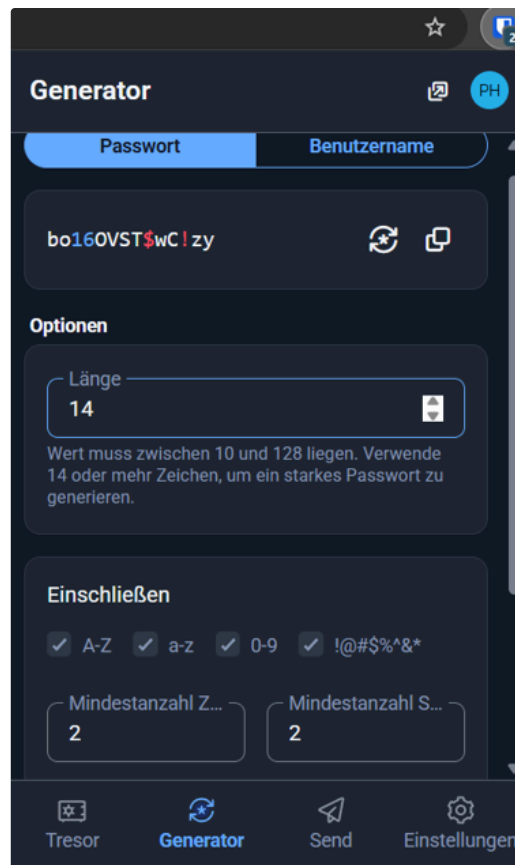 2
Generator
PH
Passwort Benutzername
bo16OVST$wC!zy
Optionen
Länge
14
Wert muss zwischen 10 und 128 liegen. Verwende
14 oder mehr Zeichen, um ein starkes Passwort zu
generieren.
Einschließen
A-Z a-z 0-9 !@#$%^&*
Mindestanzahl Z... Mindestanzahl S...
2 2
Tresor Generator Send Einstellungen